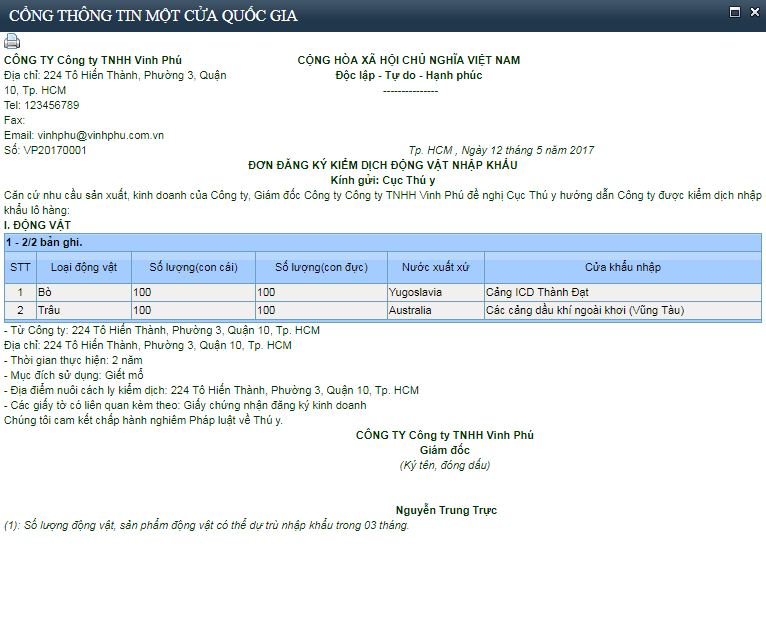 CỔNG THÔNG TIN MỘT CỬA QUỐC GIA
CÔNG TY Công ty TNHH Vinh Phú
CỘNG HÒA XÃ HỘI CHỦ NGHĨA VIỆT NAM
Địa chỉ: 224 Tô Hiến Thành, Phường 3, Quận
Độc lập - Tự do - Hạnh phúc
10, Tp. HCM
---------------
Tel: 123456789
Fax:
Email: vinhphu@vinhphu.com.vn
Số: VP20170001
Tp. HCM , Ngày 12 tháng 5 năm 2017
ĐƠN ĐĂNG KÝ KIỂM DỊCH ĐỘNG VẬT NHẬP KHẨU
Kính gửi: Cục Thú y
Căn cứ nhu cầu sản xuất, kinh doanh của Công ty, Giám đốc Công ty Công ty TNHH Vinh Phú đề nghị Cục Thú y hướng dẫn Công ty được kiểm dịch nhập
khẩu lô hàng:
I. ĐỘNG VẬT
1 - 2/2 bản ghi.
STT Loại động vật Số lượng(con cái) Số lượng(con đực) Nước xuất xứ Cửa khẩu nhập
1 Bò 100 100 Yugoslavia Cảng ICD Thành Đạt
2 Trâu 100 100 Australia Các cảng dầu khí ngoài khơi (Vũng Tàu)
- Từ Công ty: 224 Tô Hiến Thành, Phường 3, Quận 10, Tp. HCM
Địa chỉ: 224 Tô Hiến Thành, Phường 3, Quận 10, Tp. HCM
- Thời gian thực hiện: 2 năm
- Mục đích sử dụng: Giết mổ
- Địa điểm nuôi cách ly kiểm dịch: 224 Tô Hiến Thành, Phường 3, Quận 10, Tp. HCM
- Các giấy tờ có liên quan kèm theo: Giấy chứng nhận đăng ký kinh doanh
Chúng tôi cam kết chấp hành nghiêm Pháp luật về Thú y.
CÔNG TY Công ty TNHH Vinh Phú
Giám đốc
(Ký tên, đóng dấu)
Nguyễn Trung Trực
(1): Số lượng động vật, sản phẩm động vật có thể dự trù nhập khẩu trong 03 tháng.